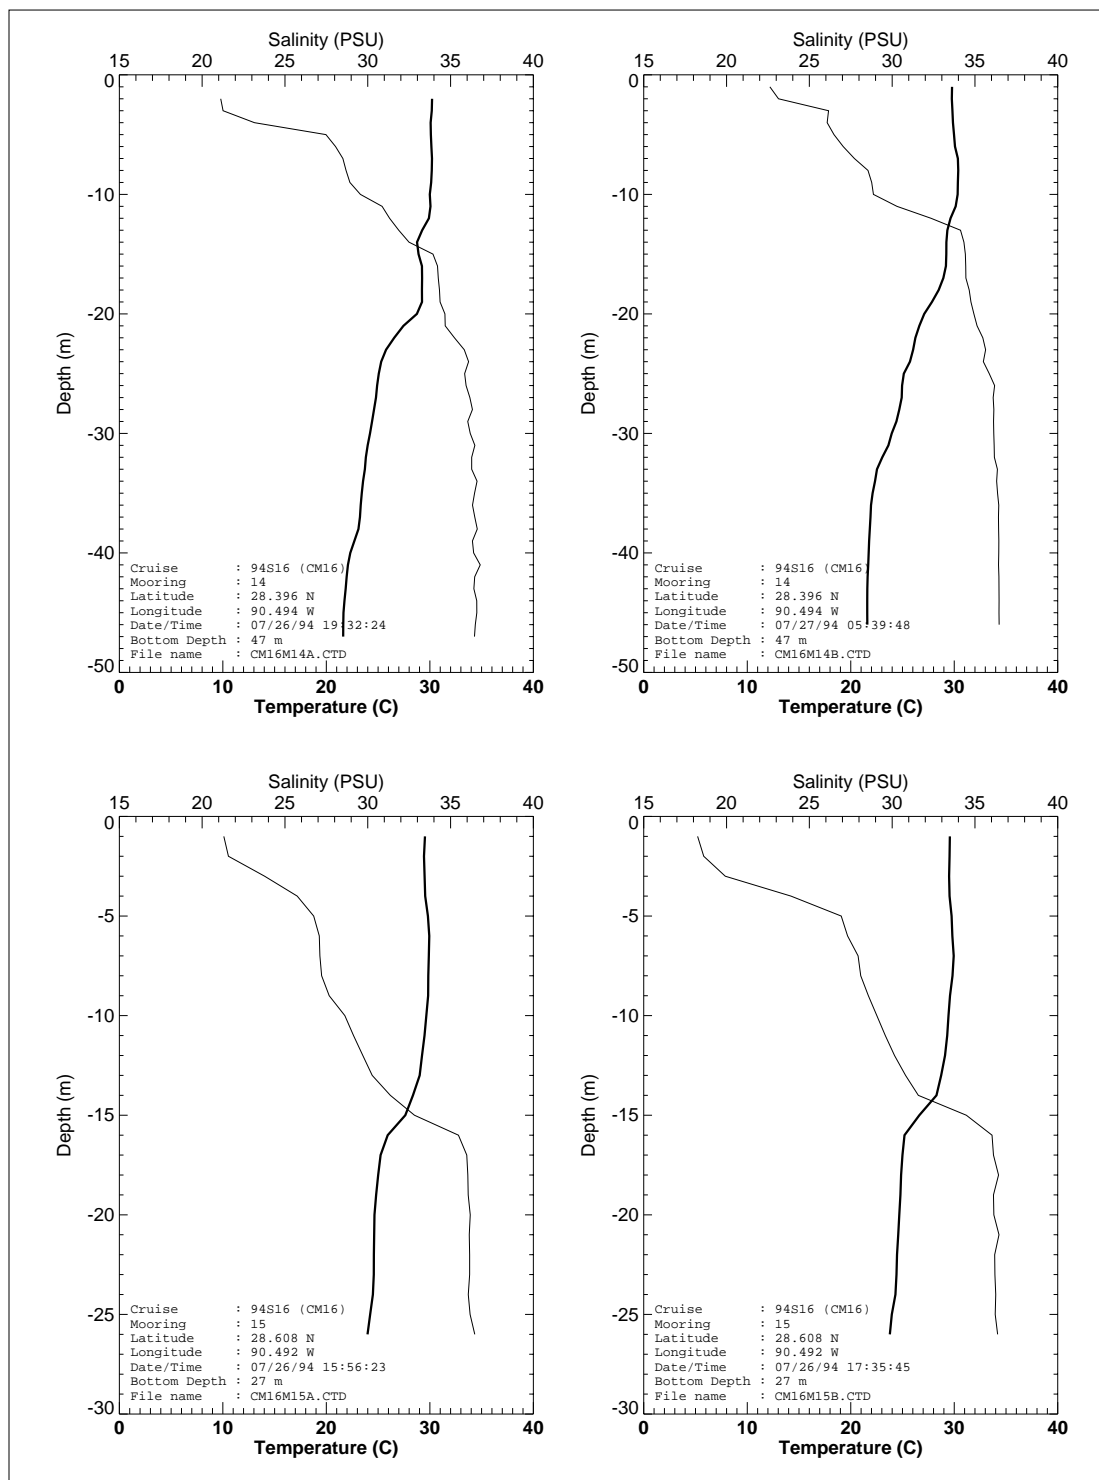 Salinity (PSU)
15 20 25 30 35 40
0
-10
-20
-30
-40
-50
Depth (m)
Cruise : 94S16 (CM16)
Mooring : 14
Latitude : 28.396 N
Longitude : 90.494 W
Date/Time : 07/26/94 19:32:24
Bottom Depth : 47 m
File name : CM16M14A.CTD
0 10 20 30 40
Temperature (C)
Salinity (PSU)
15 20 25 30 35 40
0
-10
-20
-30
-40
-50
Depth (m)
Cruise : 94S16 (CM16)
Mooring : 14
Latitude : 28.396 N
Longitude : 90.494 W
Date/Time : 07/27/94 05:39:48
Bottom Depth : 47 m
File name : CM16M14B.CTD
0 10 20 30 40
Temperature (C)
Salinity (PSU)
15 20 25 30 35 40
0
-5
-10
-15
-20
-25
-30
Depth (m)
Cruise : 94S16 (CM16)
Mooring : 15
Latitude : 28.608 N
Longitude : 90.492 W
Date/Time : 07/26/94 15:56:23
Bottom Depth : 27 m
File name : CM16M15A.CTD
0 10 20 30 40
Temperature (C)
Salinity (PSU)
15 20 25 30 35 40
0
-5
-10
-15
-20
-25
-30
Depth (m)
Cruise : 94S16 (CM16)
Mooring : 15
Latitude : 28.608 N
Longitude : 90.492 W
Date/Time : 07/26/94 17:35:45
Bottom Depth : 27 m
File name : CM16M15B.CTD
0 10 20 30 40
Temperature (C)